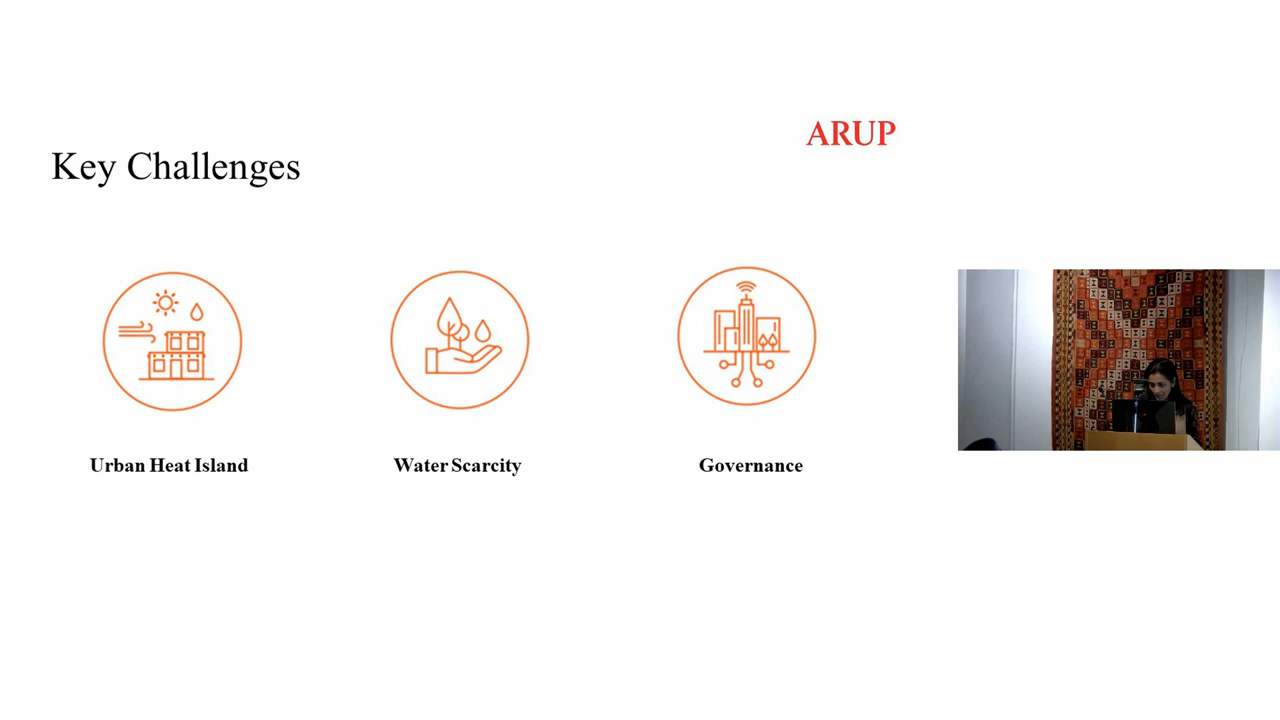 ARUP
Key Challenges
Urban Heat Island
Water Scarcity
Governance